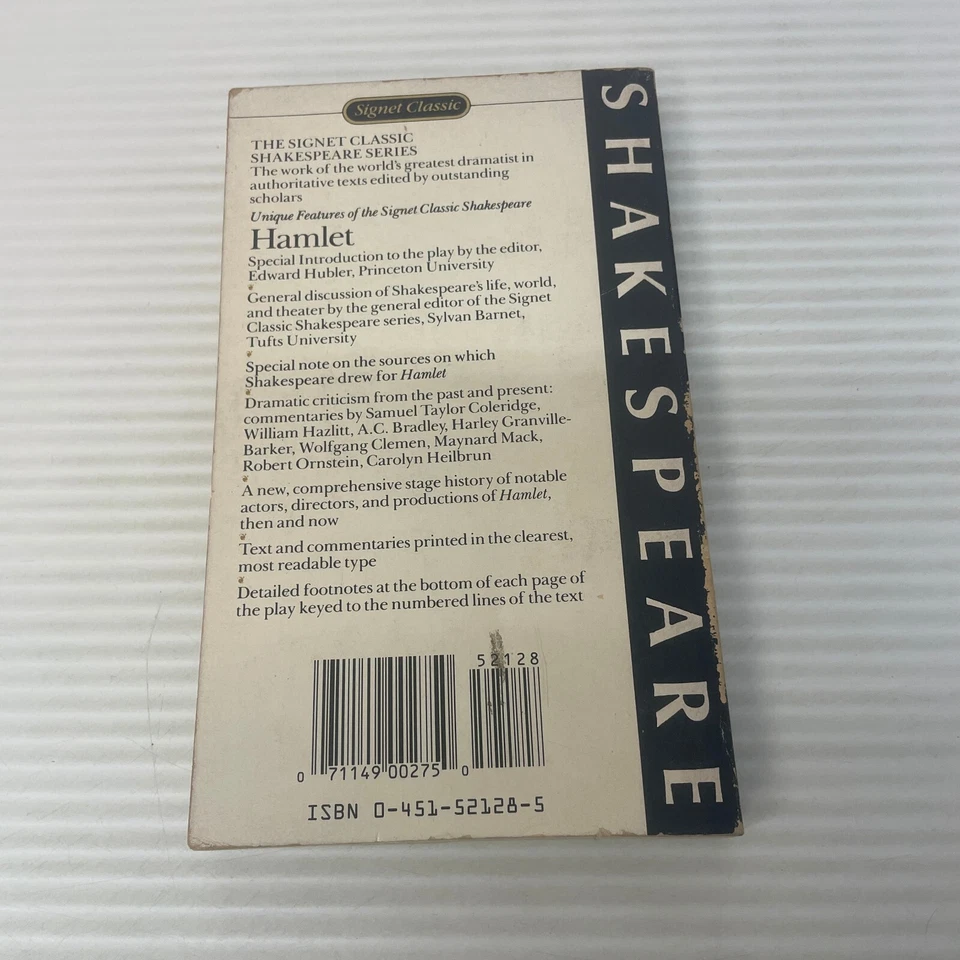 Signet Classic
THE SIGNET CLASSIC
SHAKESPEARE SERIES
The work of the world's greatest dramatist in
authoritative texts edited by outstanding
scholars
Unique Features of the Signet Classic Shakespeare
Hamlet
Special Introduction to the play by the editor,
Edward Hubler, Princeton University
General discussion of Shakespeare's life, world,
and theater by the general editor of the Signet
Classic Shakespeare series, Sylvan Barnet,
Tufts University
Special note on the sources on which
Shakespeare drew for Hamlet
Dramatic criticism from the past and present:
commentaries by Samuel Taylor Coleridge,
William Hazlitt, A.C. Bradley, Harley Granville-
Barker, Wolfgang Clemen, Maynard Mack,
Robert Ornstein, Carolyn Heilbrun
A new, comprehensive stage history of notable
actors, directors, and productions of Hamlet,
then and now
Text and commentaries printed in the clearest,
most readable type
Detailed footnotes at the bottom of each page of
the play keyed to the numbered lines of the text
52128
0 71149 00275 0
ISBN 0-451-52128-5
SHAKESPEARE